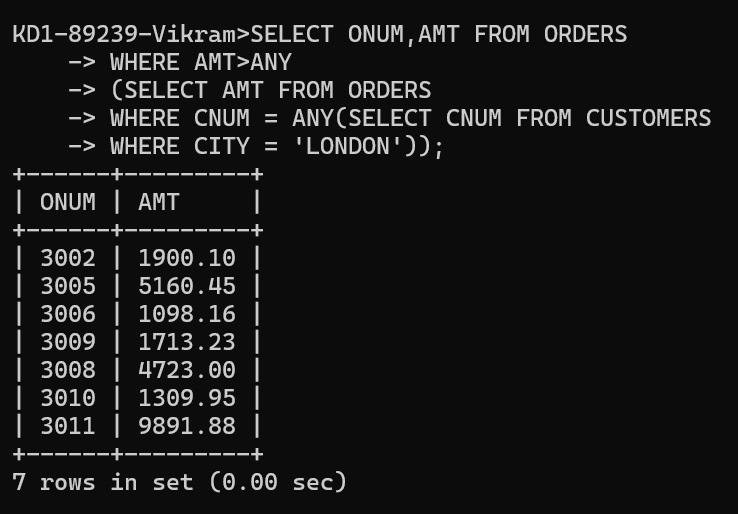 KD1-89239-Vikram>SELECT ONUM,AMT FROM ORDERS
    -> WHERE AMT>ANY
    -> (SELECT AMT FROM ORDERS
    -> WHERE CNUM = ANY(SELECT CNUM FROM CUSTOMERS
    -> WHERE CITY = 'LONDON'));
+------+---------+
| ONUM | AMT     |
+------+---------+
| 3002 | 1900.10 |
| 3005 | 5160.45 |
| 3006 | 1098.16 |
| 3009 | 1713.23 |
| 3008 | 4723.00 |
| 3010 | 1309.95 |
| 3011 | 9891.88 |
+------+---------+
7 rows in set (0.00 sec)